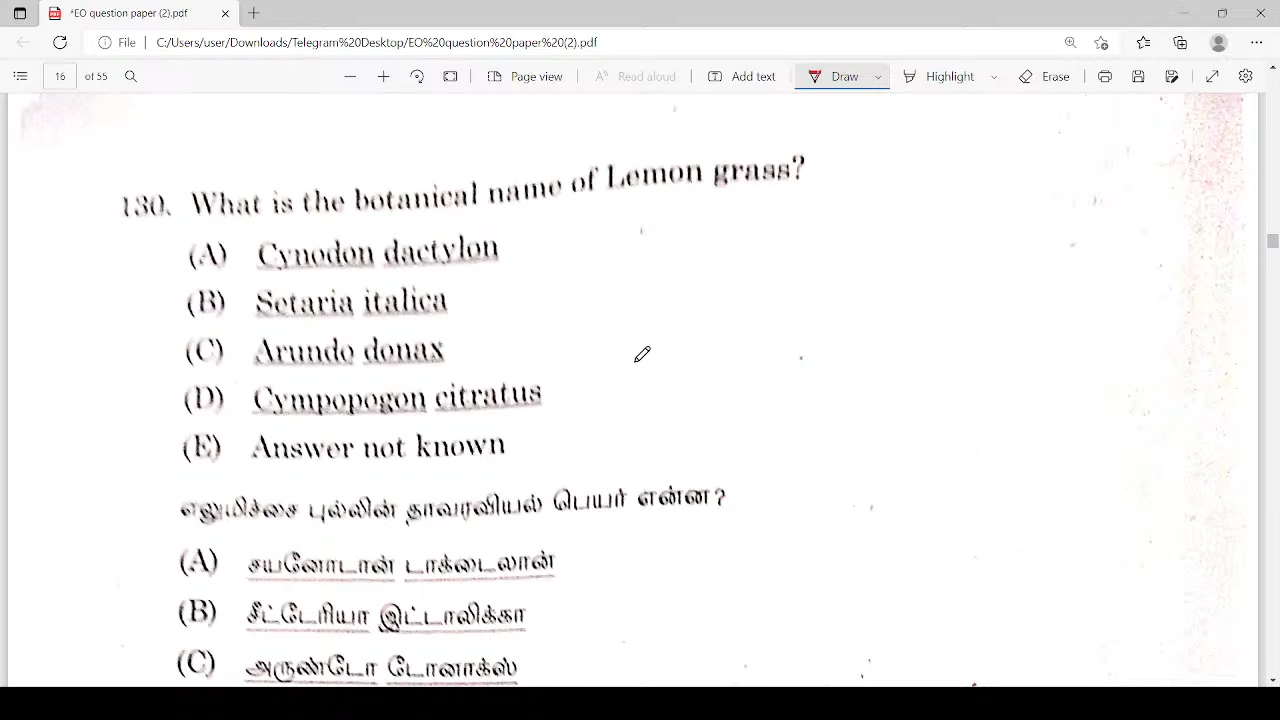 *EO question paper (2).pdf
File C:/Users/user/Downloads/Telegram%20Desktop/EO%20question%20paper%20(2).pdf
16 of 55 Page view Read aloud Add text Draw Highlight Erase
130. What is the botanical name of Lemon grass?
(A) Cynodon dactylon
(B) Setaria italica
(C) Arundo donax
(D) Cympopogon citratus
(E) Answer not known
எலுமிச்சை புல்லின் தாவரவியல் பெயர் என்ன?
(A) சயனோடான் டாக்டைலான்
(B) சீட்டேரியா இட்டாலிக்கா
(C) அருண்டோ டோனாக்ஸ்